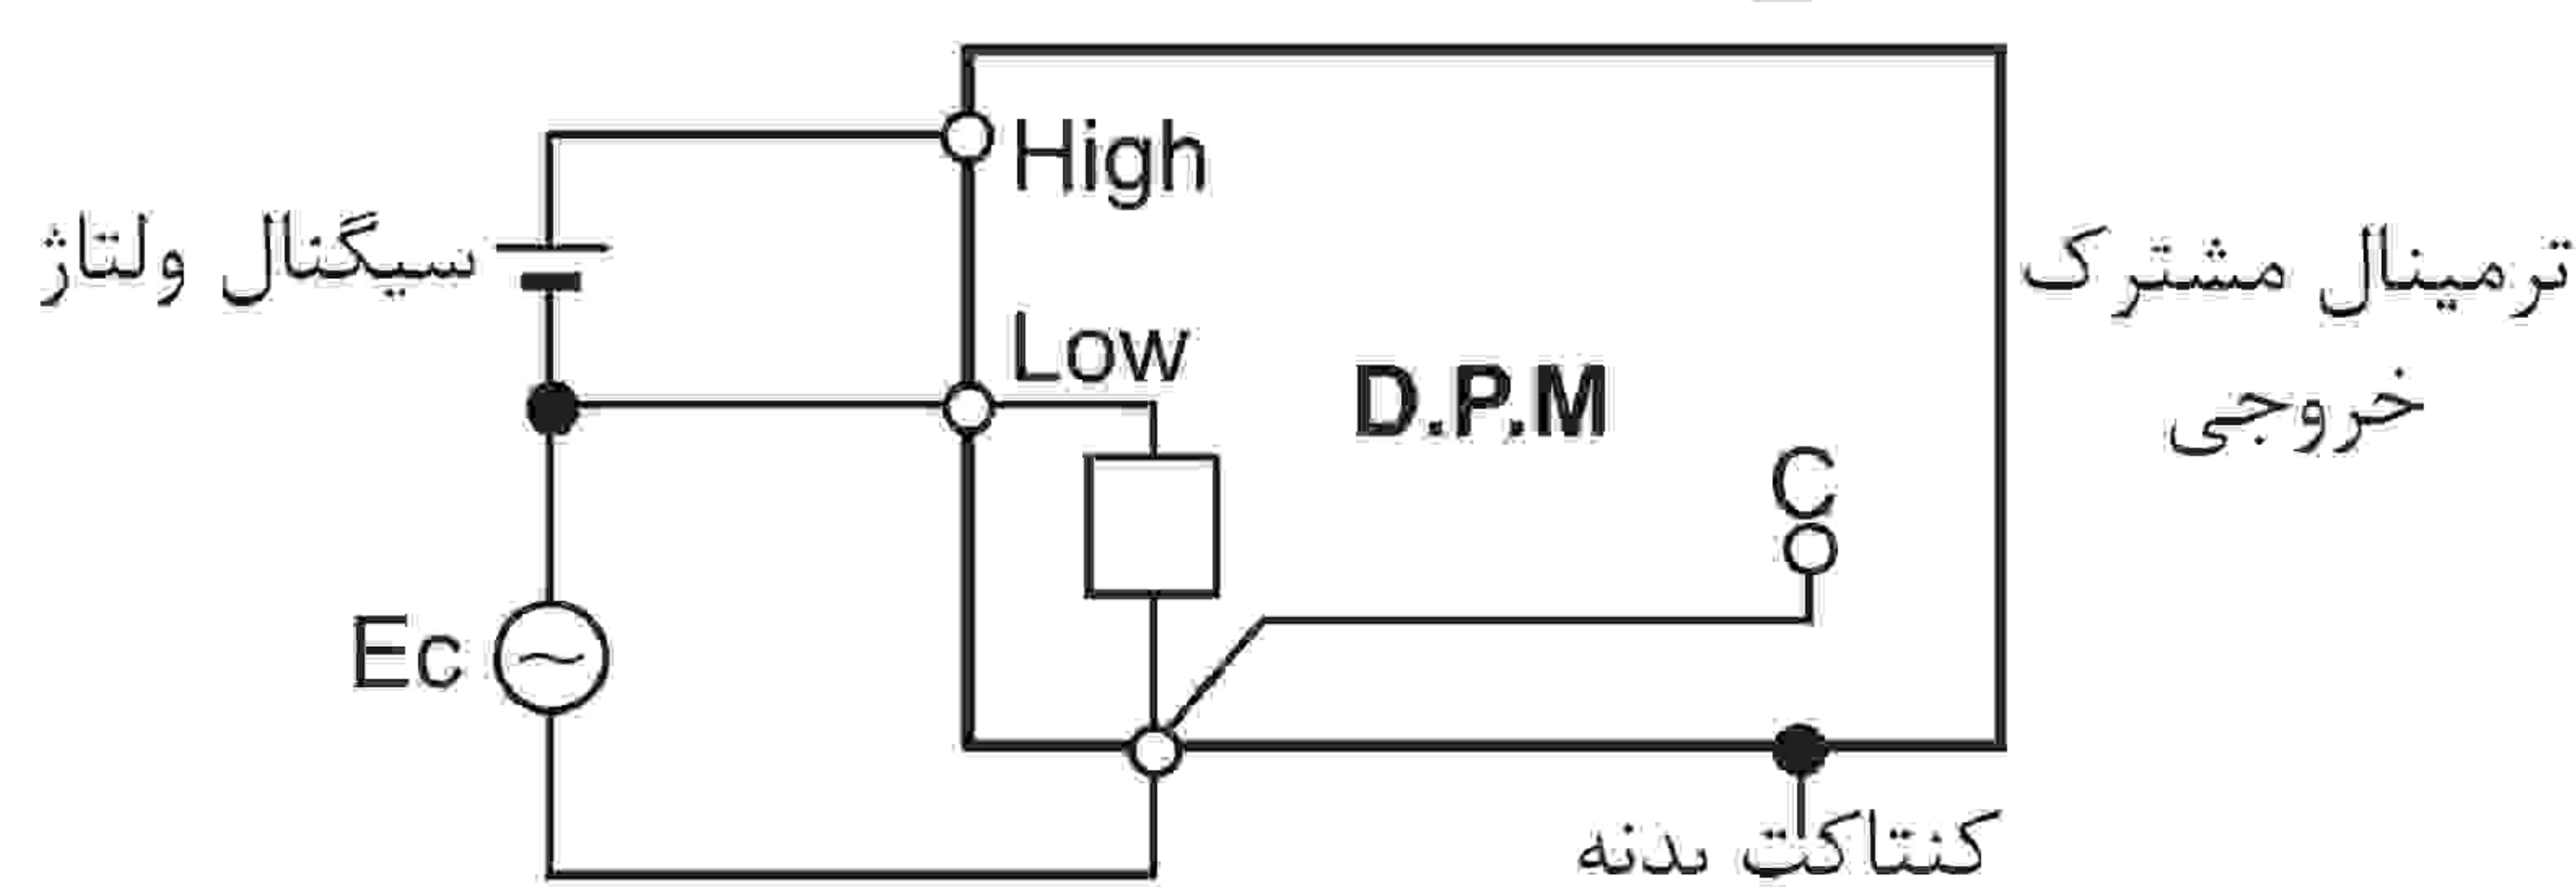 High
سیگنال ولتاژ
ترمینال مشترک
Low
D.P.M
خروجی
C
Ec
کنتاکت بدنه